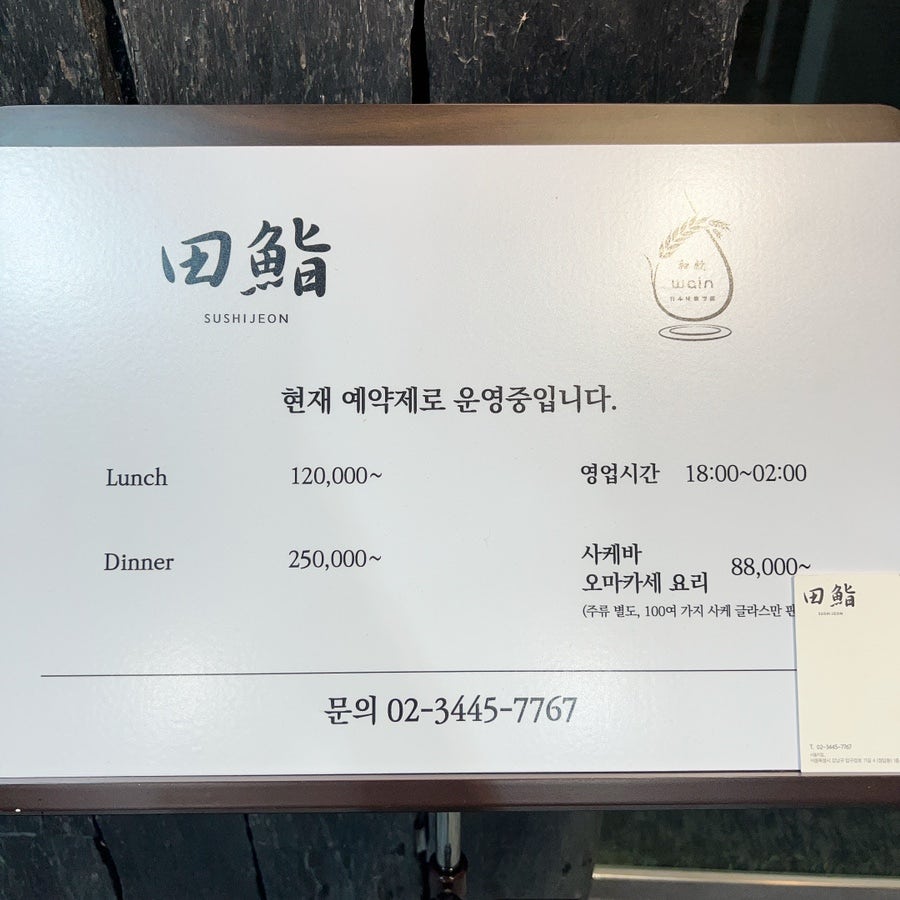 田鮨
SUSHIJEON
wain
현재 예약제로 운영중입니다.
Lunch 120,000~
Dinner 250,000~
영업시간 18:00~02:00
사케바
오마카세 요리 88,000~
(주류 별도, 100여 가지 사케 글라스만 판
문의 02-3445-7767
田鮨
SUSHIJEON
T. 02-3445-7767